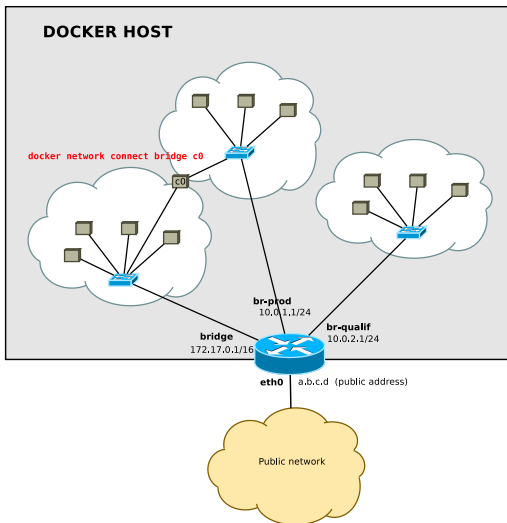 DOCKER HOST
docker network connect bridge c0
c0
br-prod
10.0.1.1/24
br-qualif
10.0.2.1/24
bridge
172.17.0.1/16
eth0 a.b.c.d (public address)
Public network